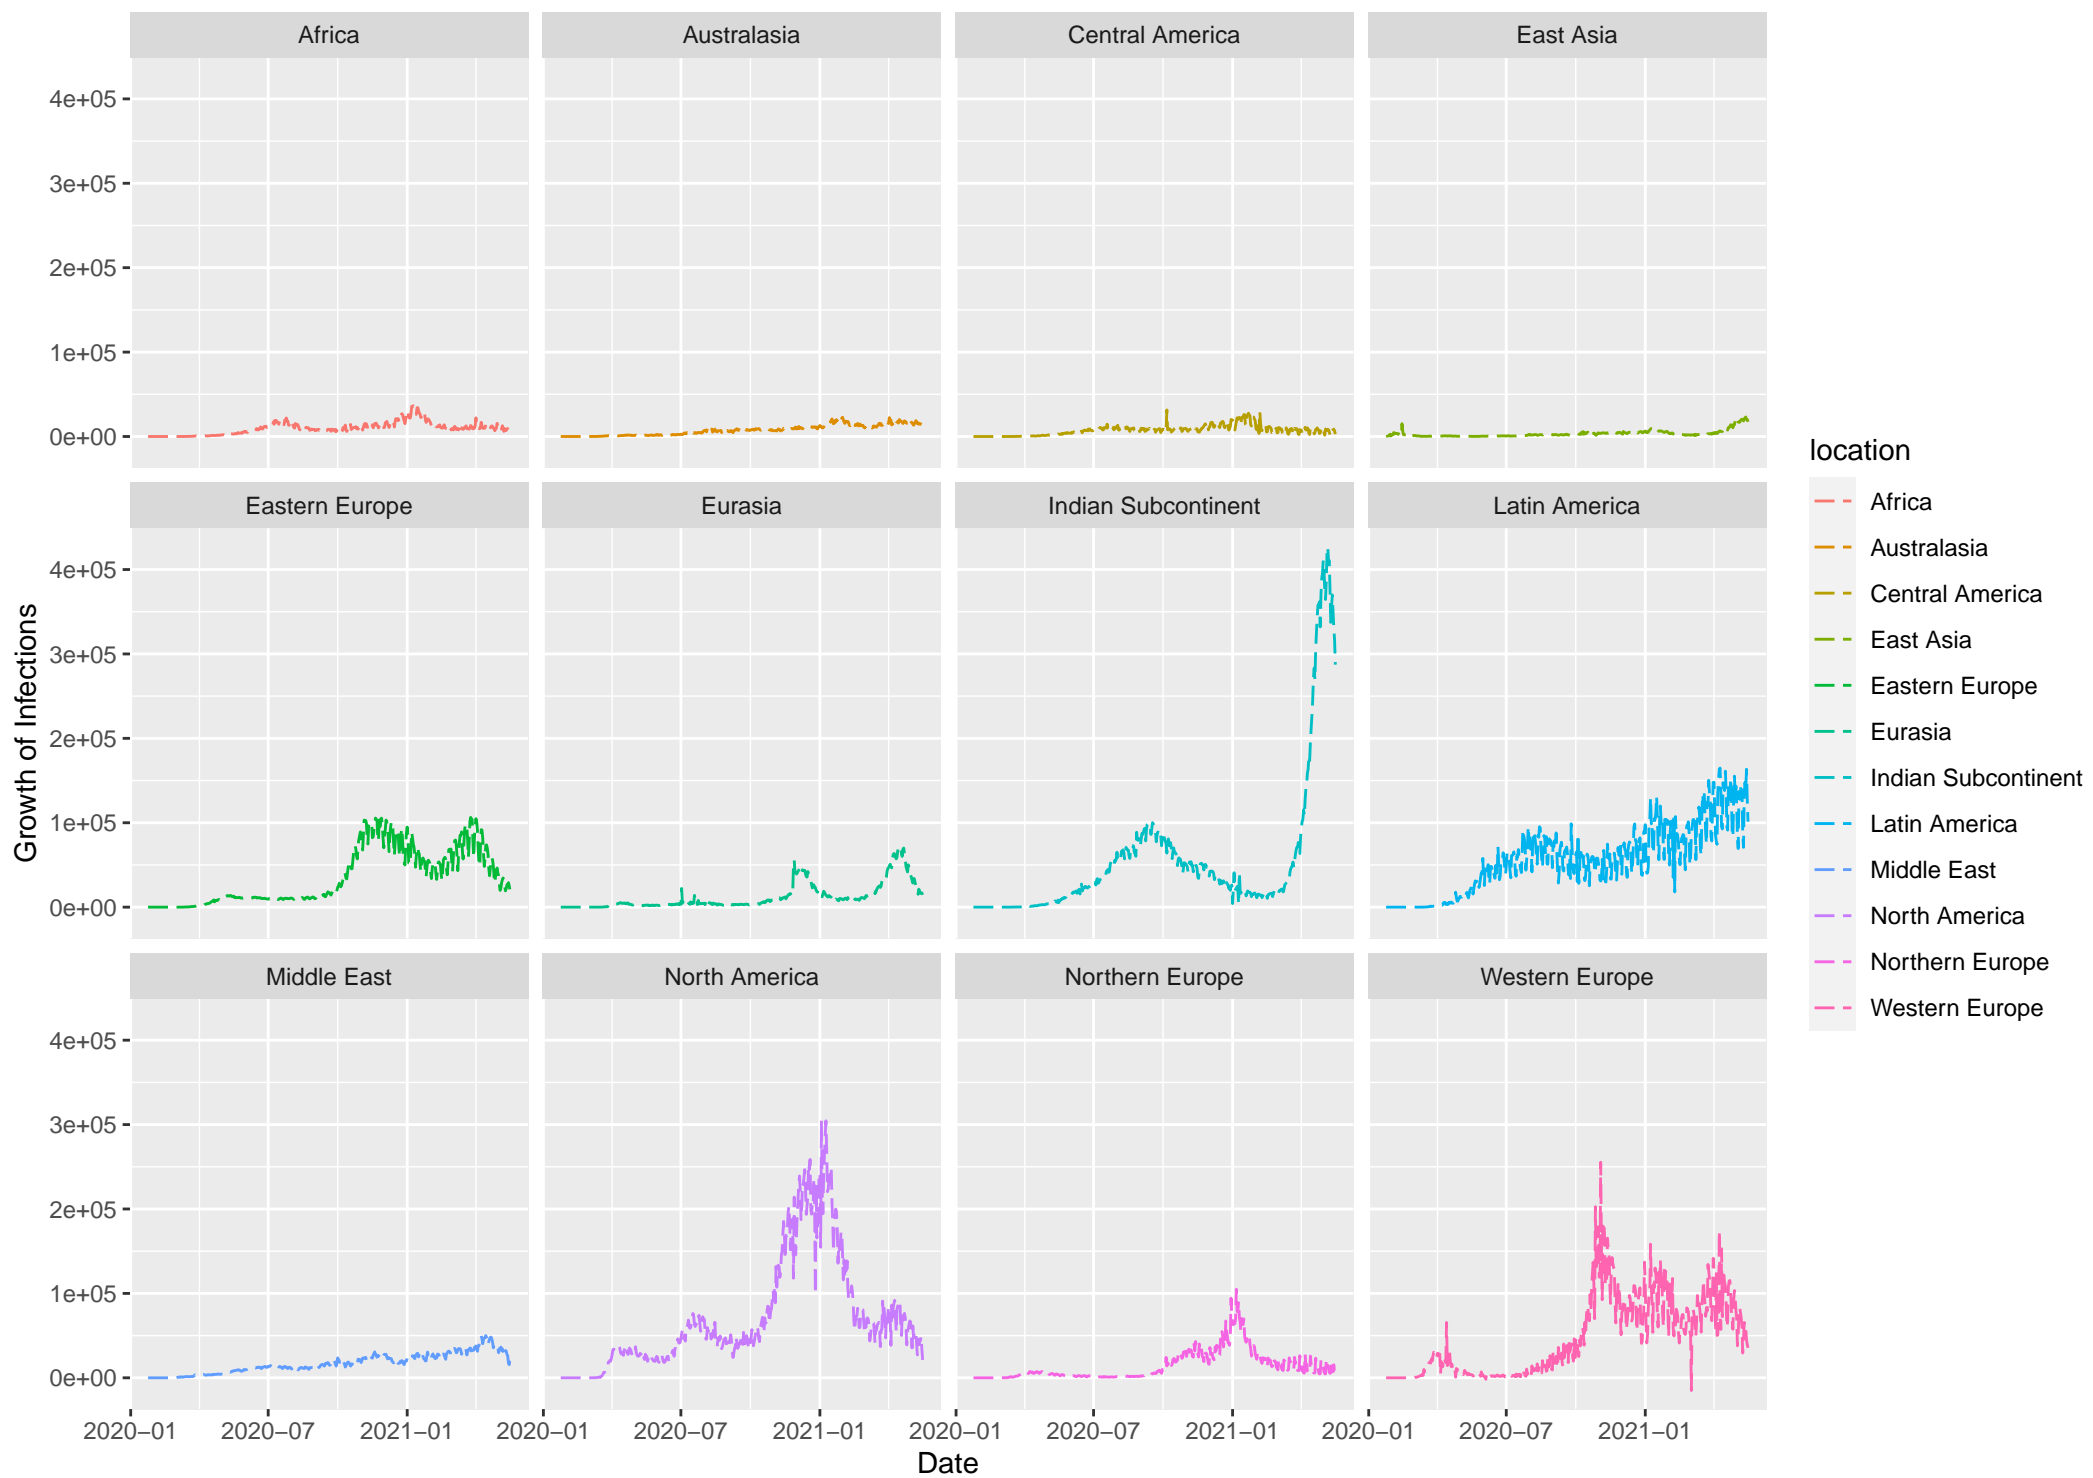 Africa
Australasia
Central America
East Asia
4e+05
3e+05
2e+05
1e+05
0e+00
Eastern Europe
Eurasia
Indian Subcontinent
Latin America
4e+05
3e+05
2e+05
1e+05
0e+00
Middle East
North America
Northern Europe
Western Europe
4e+05
3e+05
2e+05
1e+05
0e+00
2020−01
2020−07
2021−01
2020−01
2020−07
2021−01
2020−01
2020−07
2021−01
2020−01
2020−07
2021−01
Date
Growth of Infections
location
Africa
Australasia
Central America
East Asia
Eastern Europe
Eurasia
Indian Subcontinent
Latin America
Middle East
North America
Northern Europe
Western Europe